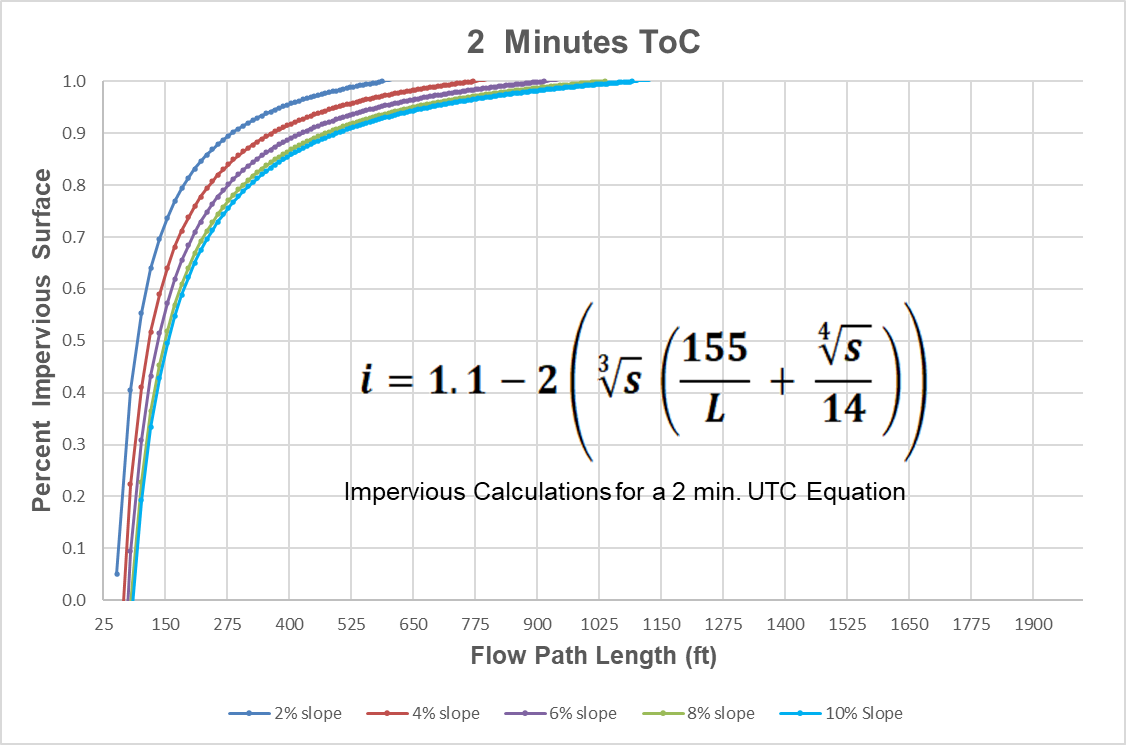 2 Minutes ToC
Percent Impervious Surface
1.0
0.9
0.8
0.7
0.6
0.5
0.4
0.3
0.2
0.1
0.0
i = 1.1 − 2(∛s(155/L + ∜s/14))
Impervious Calculations for a 2 min. UTC Equation
25 150 275 400 525 650 775 900 1025 1150 1275 1400 1525 1650 1775 1900
Flow Path Length (ft)
2% slope 4% slope 6% slope 8% slope 10% Slope